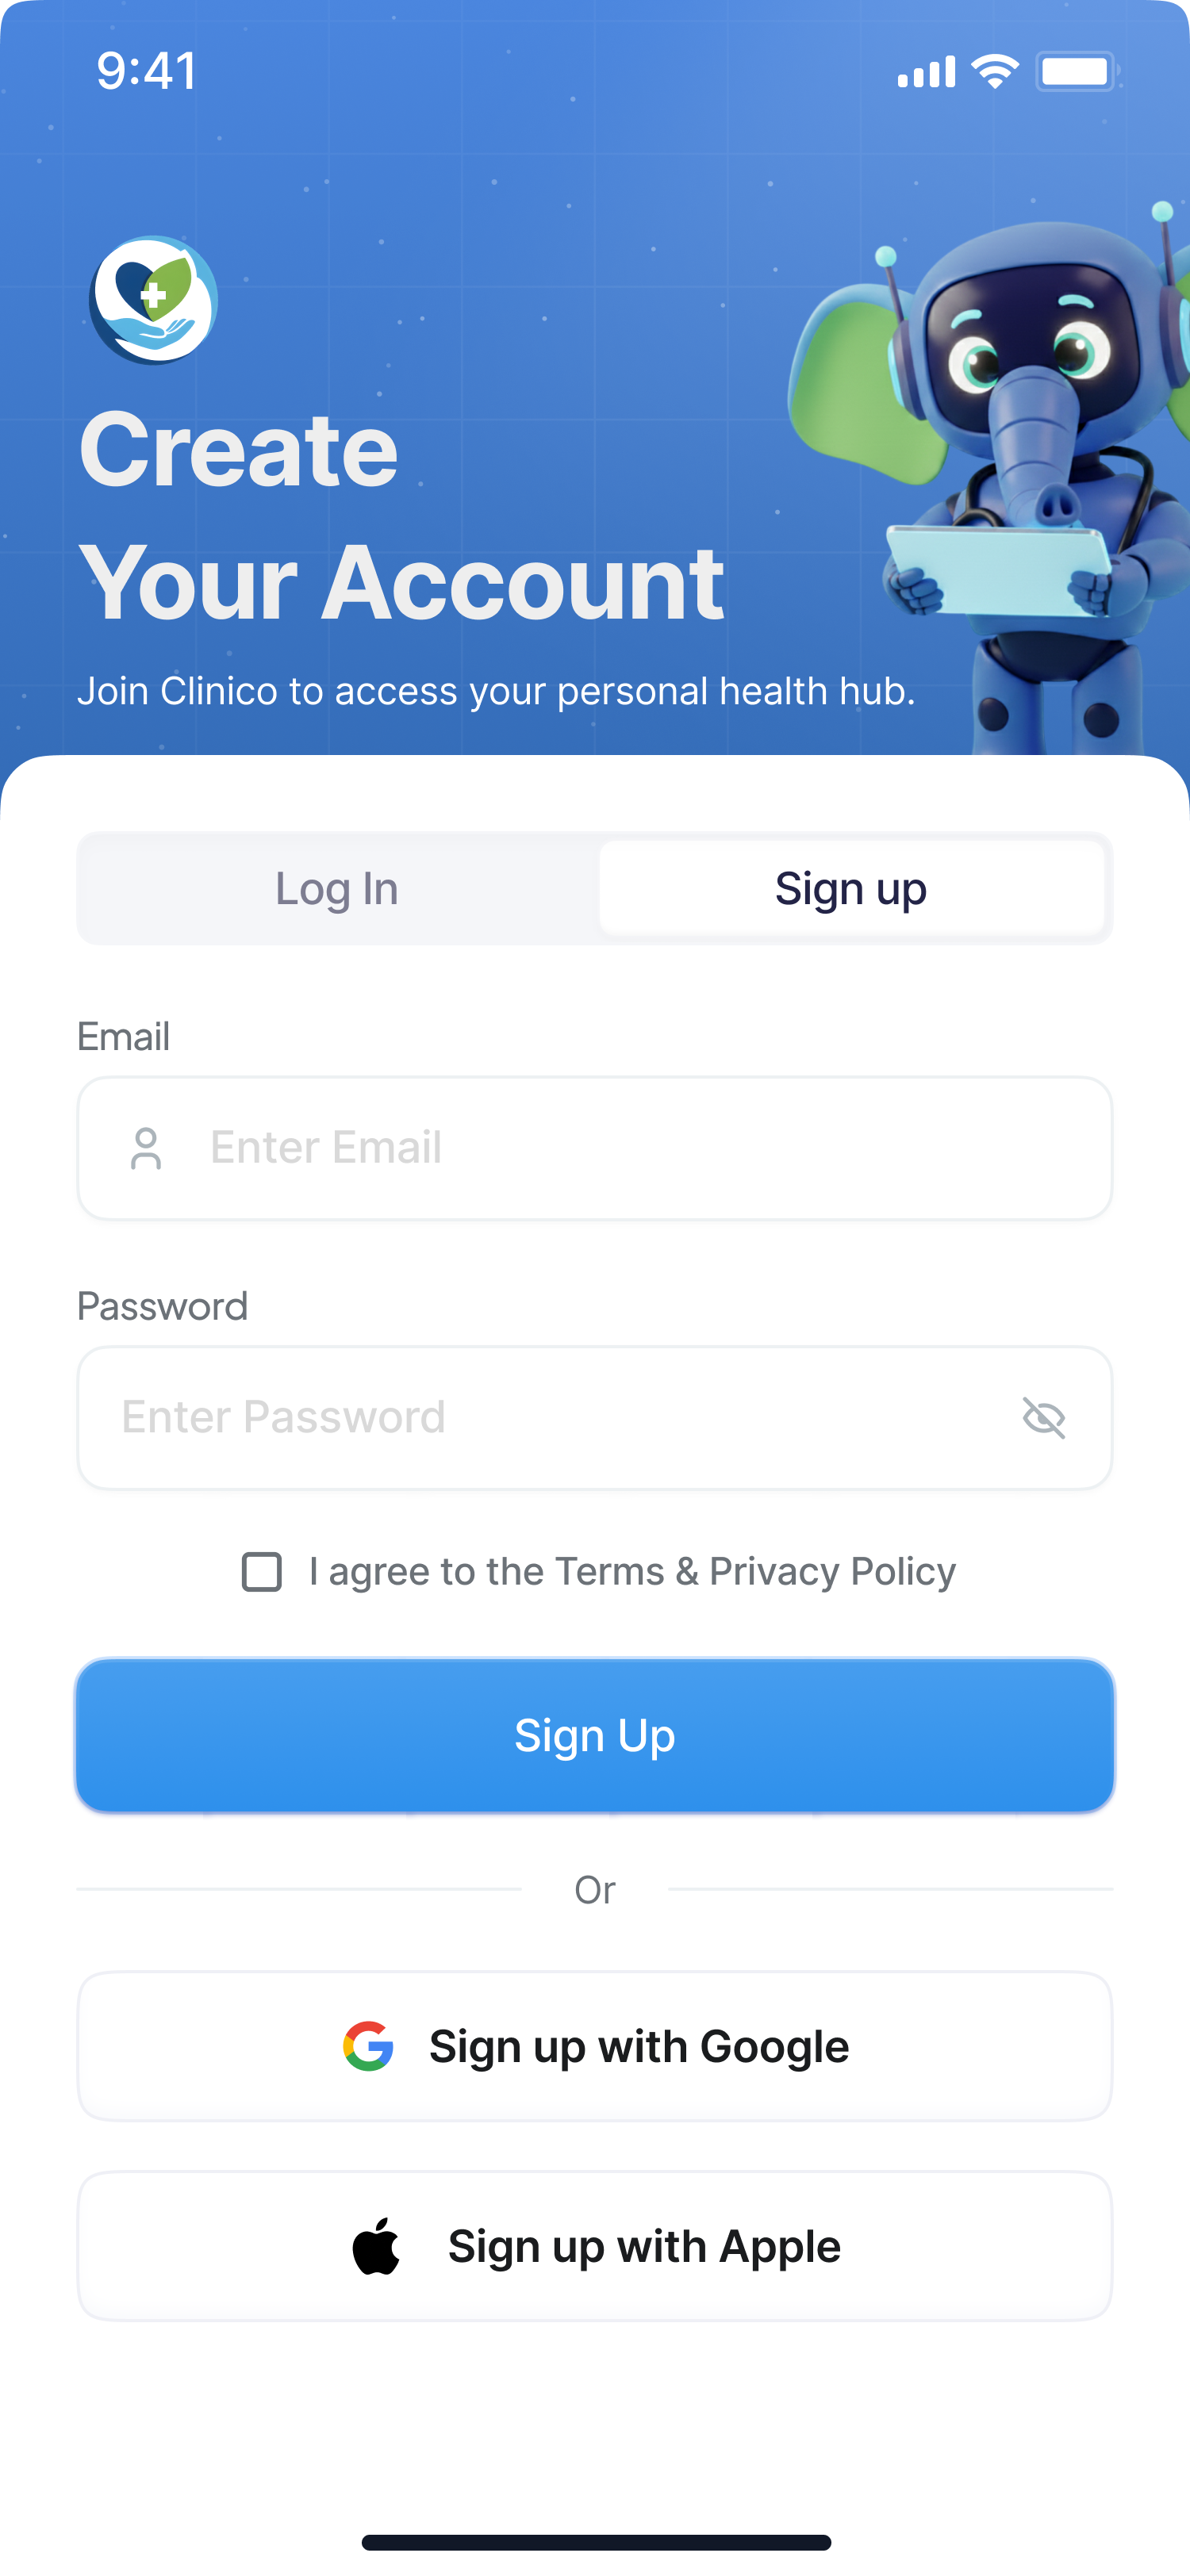 9:41
Create
Your Account
Join Clinico to access your personal health hub.
Log In
Sign up
Email
Enter Email
Password
Enter Password
I agree to the Terms & Privacy Policy
Sign Up
Or
Sign up with Google
Sign up with Apple